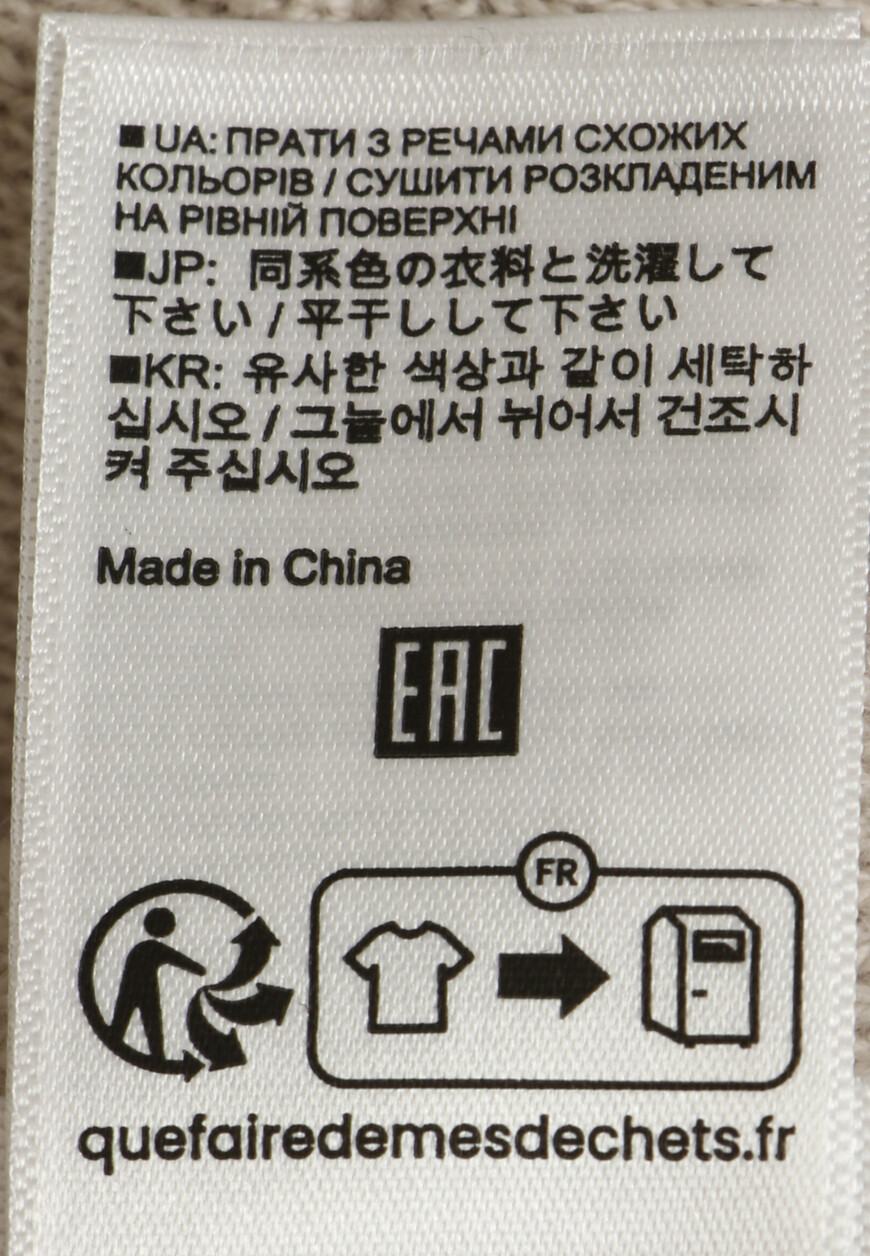 ■ UA: ПРАТИ З РЕЧАМИ СХОЖИХ
КОЛЬОРІВ / СУШИТИ РОЗКЛАДЕНИМ
НА РІВНІЙ ПОВЕРХНІ
■JP: 同系色の衣料と洗濯して
下さい / 平干しして下さい
■KR: 유사한 색상과 같이 세탁하
십시오 / 그늘에서 뉘어서 건조시
켜 주십시오
Made in China
EAC
FR
quefairedemesdechets.fr